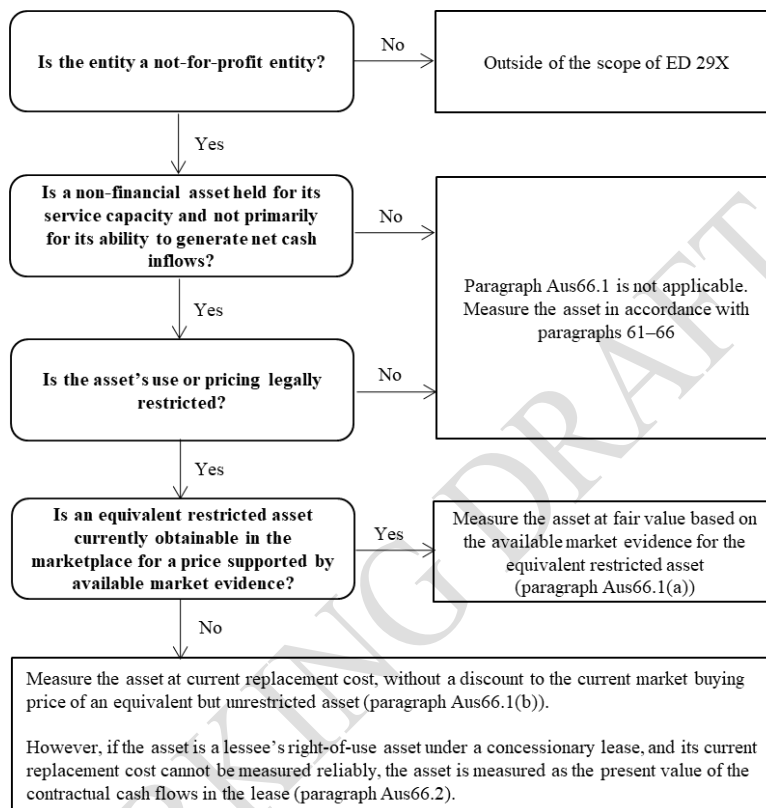 Is the entity a not-for-profit entity?
No
Outside of the scope of ED 29X
Yes
Is a non-financial asset held for its
service capacity and not primarily
for its ability to generate net cash
inflows?
No
Paragraph Aus66.1 is not applicable.
Measure the asset in accordance with
paragraphs 61–66
Yes
Is the asset's use or pricing legally
restricted?
No
Yes
Is an equivalent restricted asset
currently obtainable in the
marketplace for a price supported by
available market evidence?
Yes
Measure the asset at fair value based on
the available market evidence for the
equivalent restricted asset
(paragraph Aus66.1(a))
No
Measure the asset at current replacement cost, without a discount to the current market buying
price of an equivalent but unrestricted asset (paragraph Aus66.1(b)).
However, if the asset is a lessee's right-of-use asset under a concessionary lease, and its current
replacement cost cannot be measured reliably, the asset is measured as the present value of the
contractual cash flows in the lease (paragraph Aus66.2).
RKING DRAFT